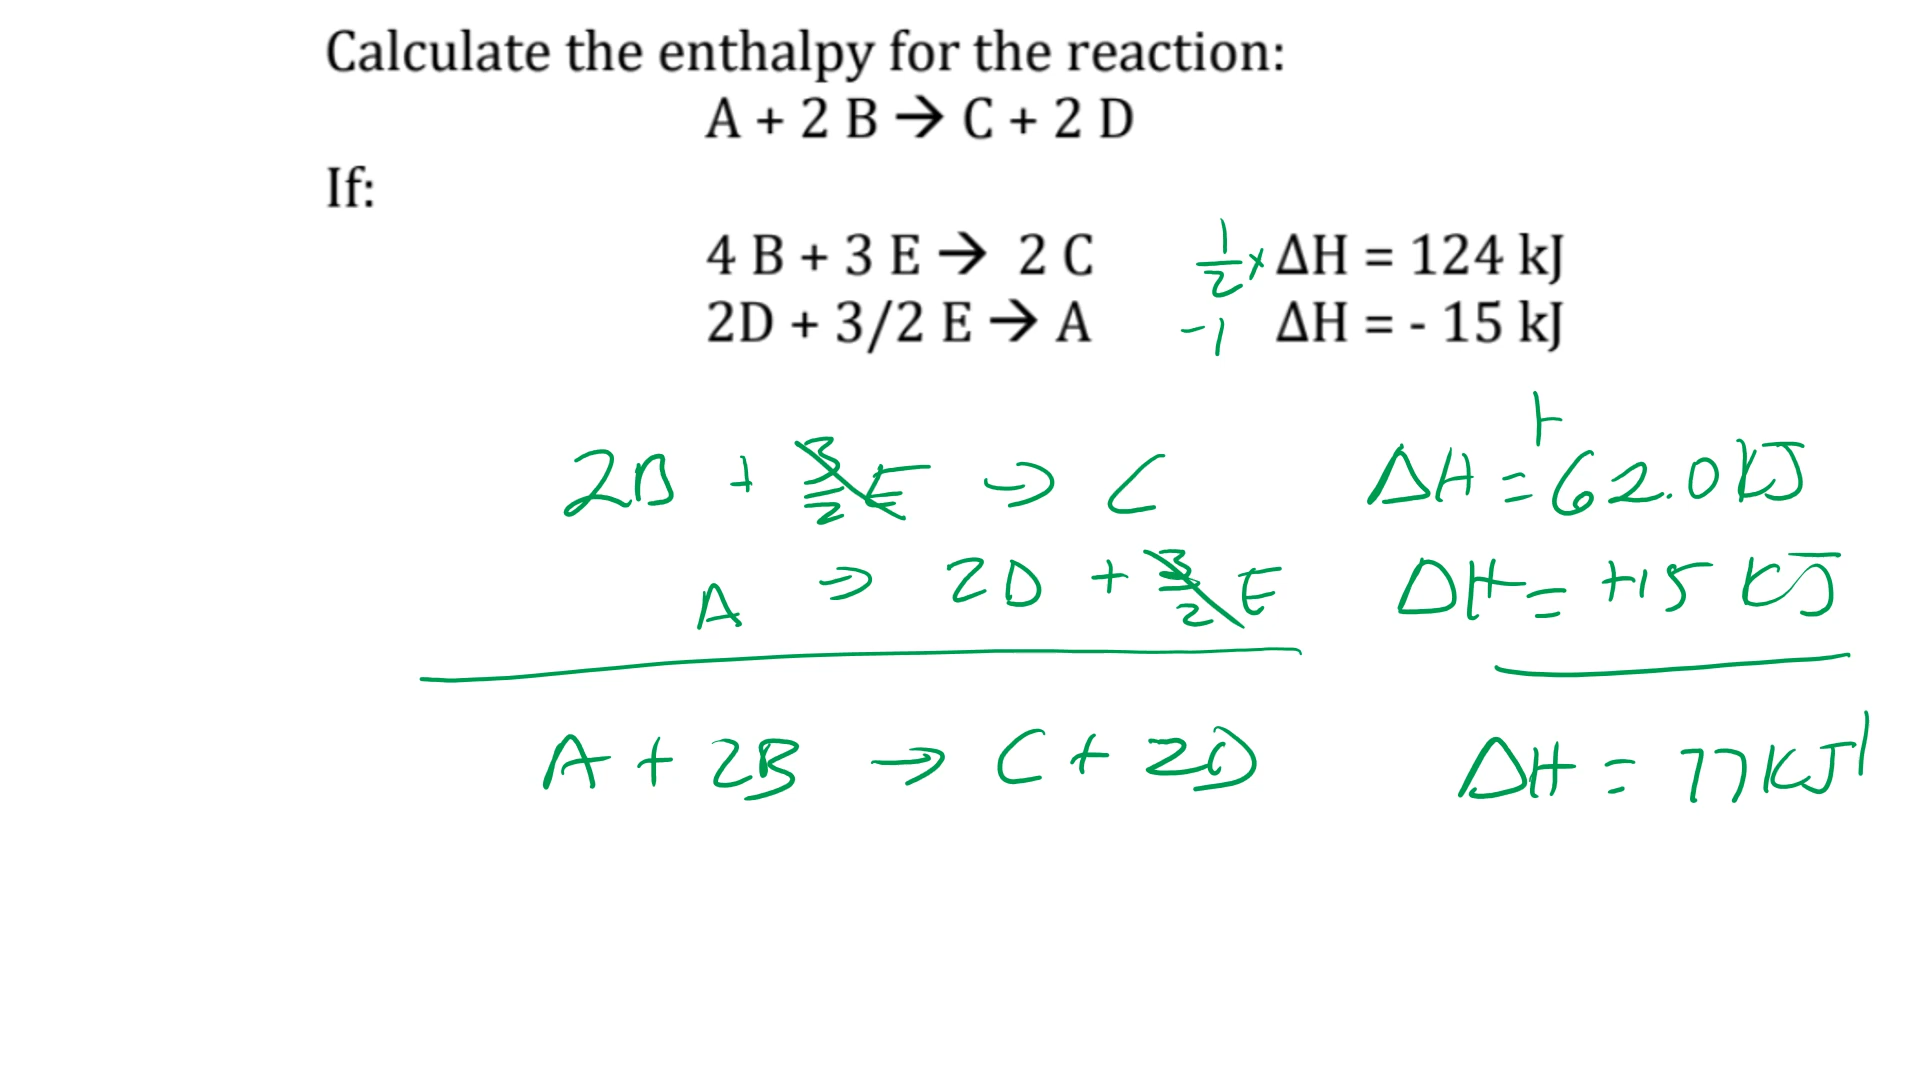 Calculate the enthalpy for the reaction:
A + 2 B → C + 2 D
If:
4 B + 3 E → 2 C 1/2 × ΔH = 124 kJ
2D + 3/2 E → A -1 ΔH = - 15 kJ
2B + 3/2 E → C ΔH = +62.0 kJ
A → 2D + 3/2 E ΔH = +15 kJ
A + 2B → C + 2D ΔH = 77 kJ